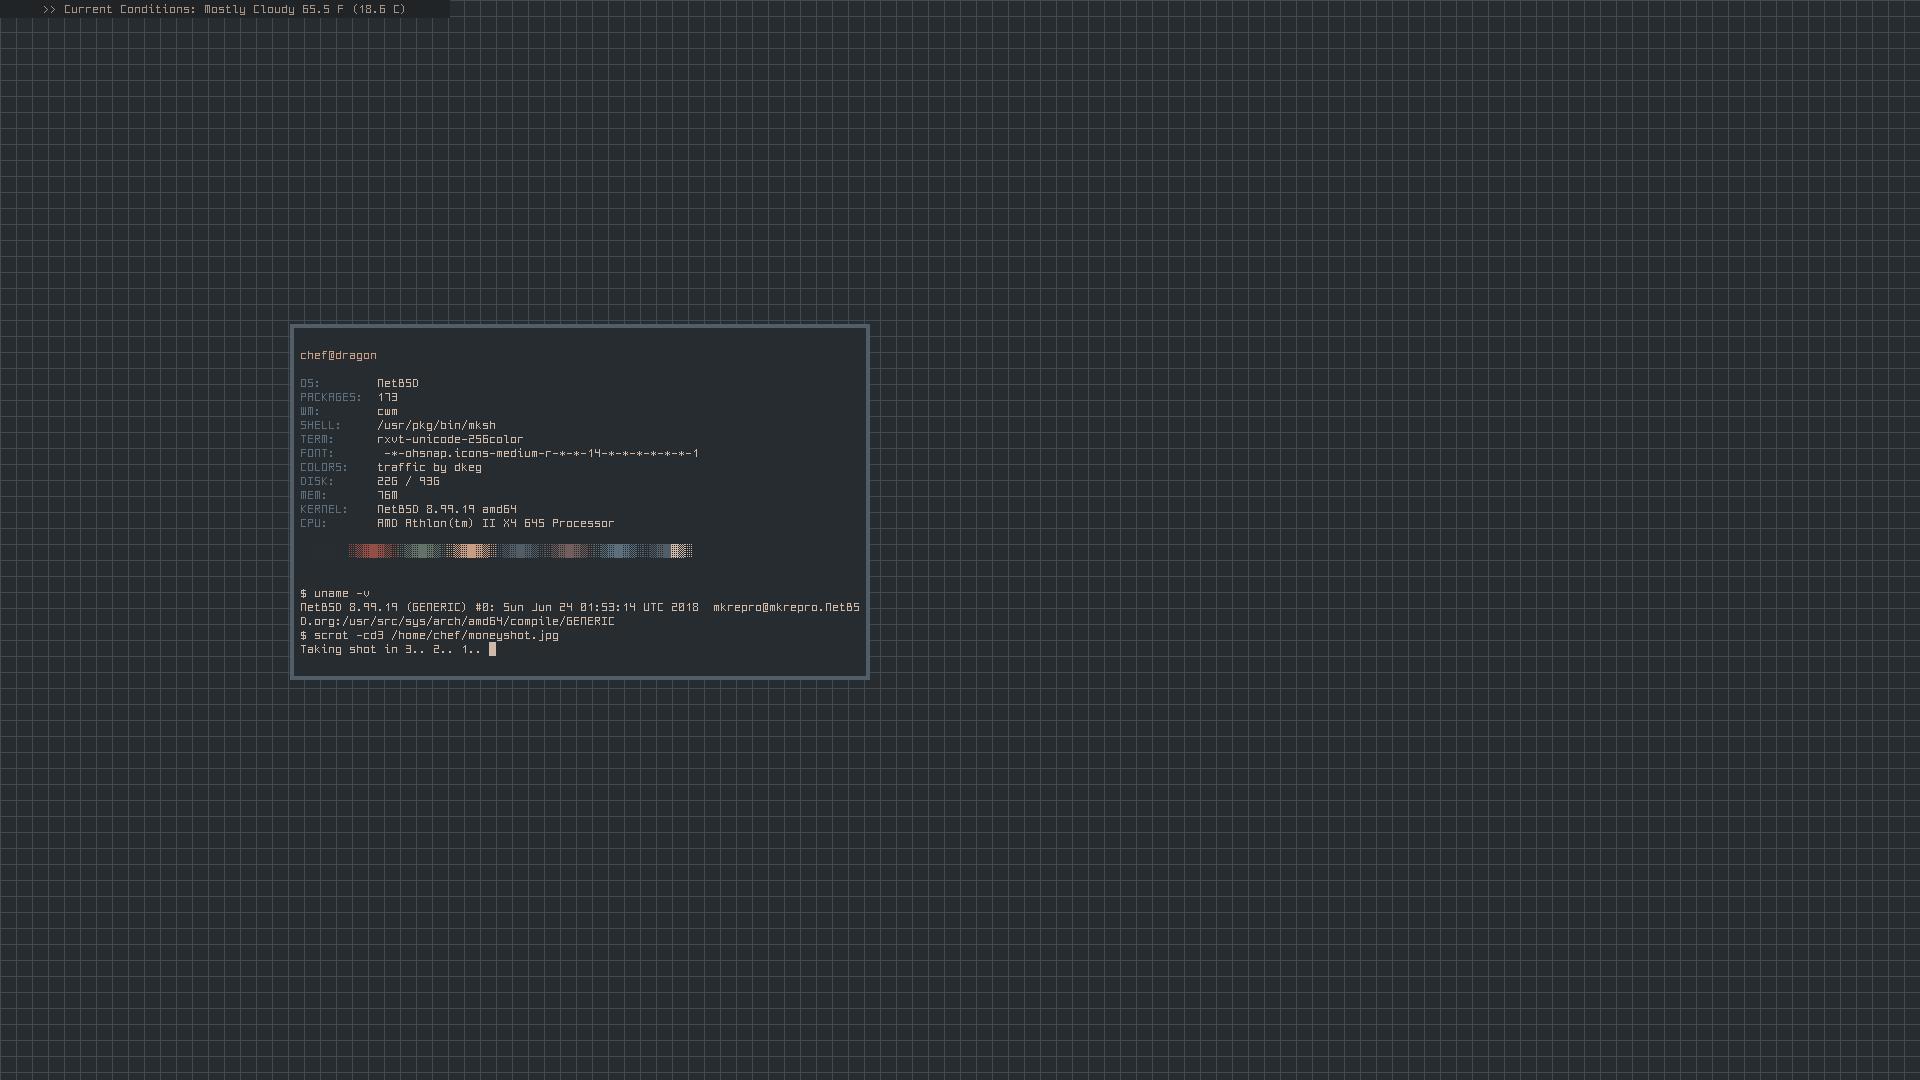 >> Current Conditions: Mostly Cloudy 65.5 F (18.6 C)
chef@dragon
OS: NetBSD
PACKAGES: 173
WM: cwm
SHELL: /usr/pkg/bin/mksh
TERM: rxvt-unicode-256color
FONT: -*-ohsnap.icons-medium-r-*-*-14-*-*-*-*-*-*-1
COLORS: traffic by dkeg
DISK: 22G / 93G
MEM: 76M
KERNEL: NetBSD 8.99.19 amd64
CPU: AMD Athlon(tm) II X4 645 Processor
$ uname -v
NetBSD 8.99.19 (GENERIC) #0: Sun Jun 24 01:53:14 UTC 2018  mkrepro@mkrepro.NetBS
D.org:/usr/src/sys/arch/amd64/compile/GENERIC
$ scrot -cd3 /home/chef/moneyshot.jpg
Taking shot in 3.. 2.. 1..